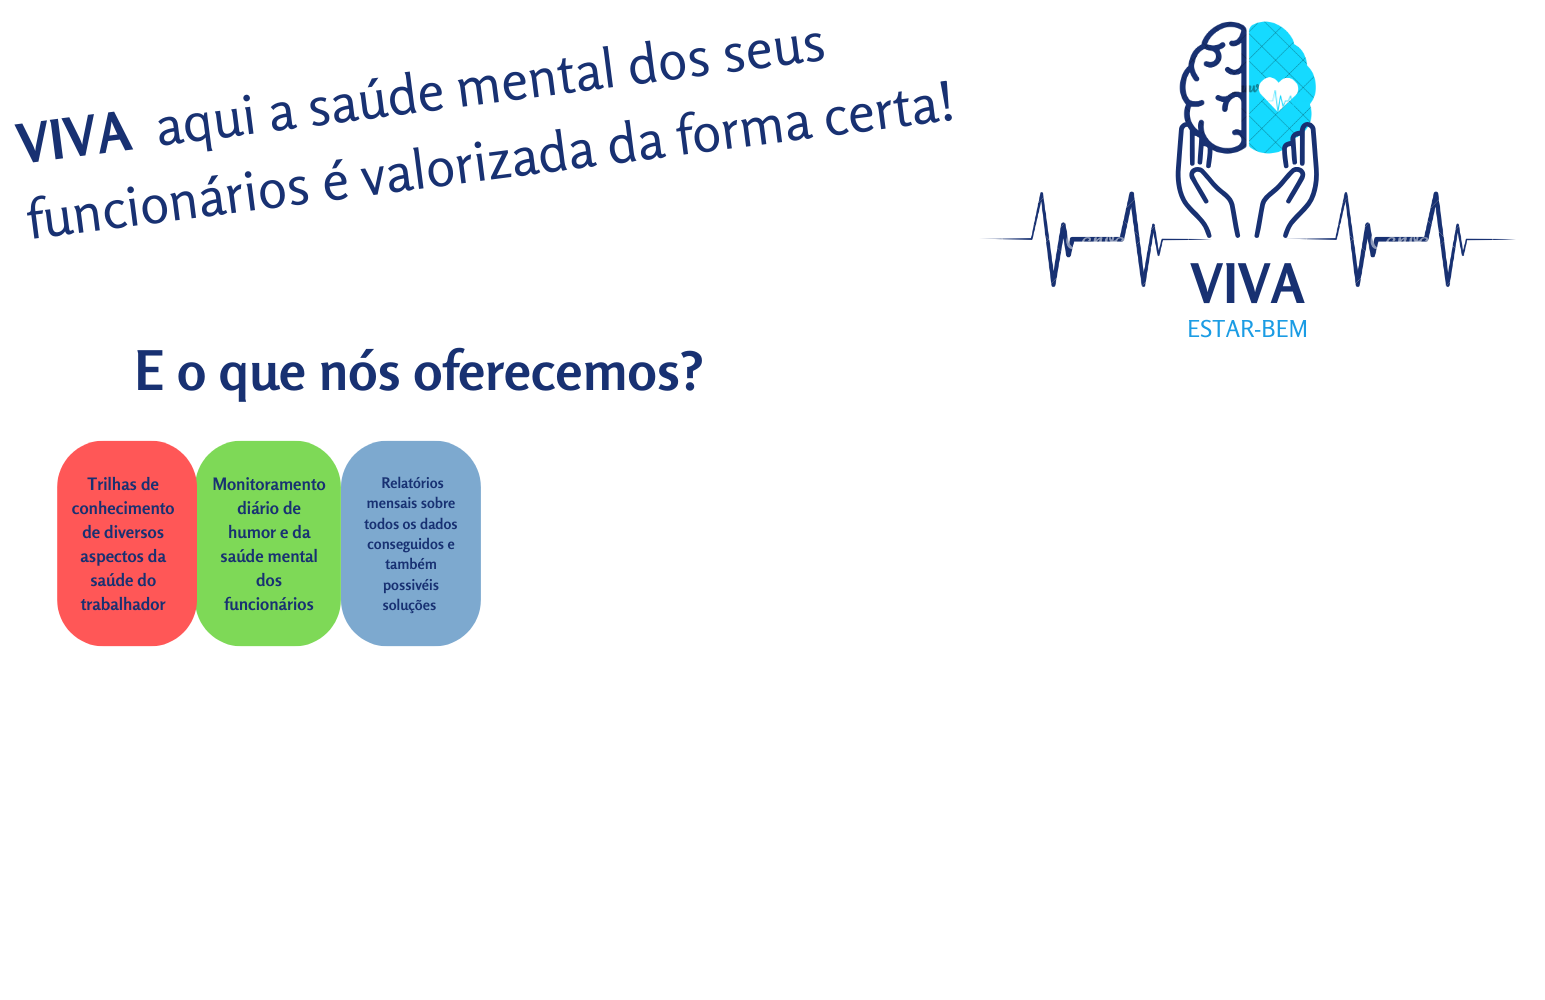 VIVA aqui a saúde mental dos seus
funcionários é valorizada da forma certa!
VIVA
ESTAR-BEM
E o que nós oferecemos?
Trilhas de
conhecimento
de diversos
aspectos da
saúde do
trabalhador
Monitoramento
diário de
humor e da
saúde mental
dos
funcionários
Relatórios
mensais sobre
todos os dados
conseguidos e
também
possivéis
soluções